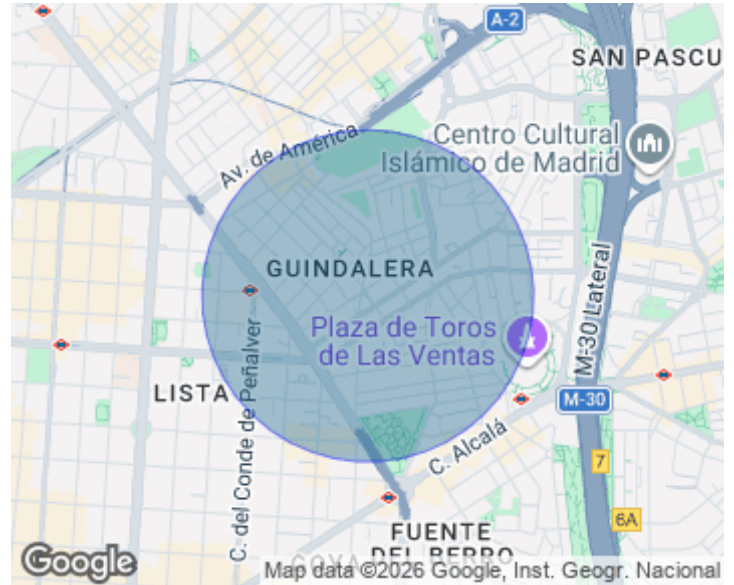 A-2
SAN PASCU
Centro Cultural
Islámico de Madrid
Av. de América
GUINDALERA
M-30 Lateral
Plaza de Toros
de Las Ventas
C. del Conde de Peñalver
LISTA
M-30
C. Alcalá
7
6A
FUENTE
DEL BERRO
GOYA
Google
Map data ©2026 Google, Inst. Geogr. Nacional